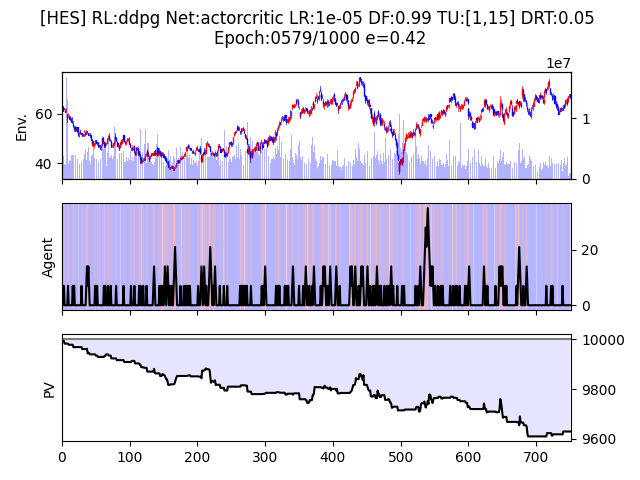 [HES] RL:ddpg Net:actorcritic LR:1e-05 DF:0.99 TU:[1,15] DRT:0.05
Epoch:0579/1000 e=0.42
1e7
Env.
60
40
1
0
Agent
20
0
PV
10000
9800
9600
0 100 200 300 400 500 600 700